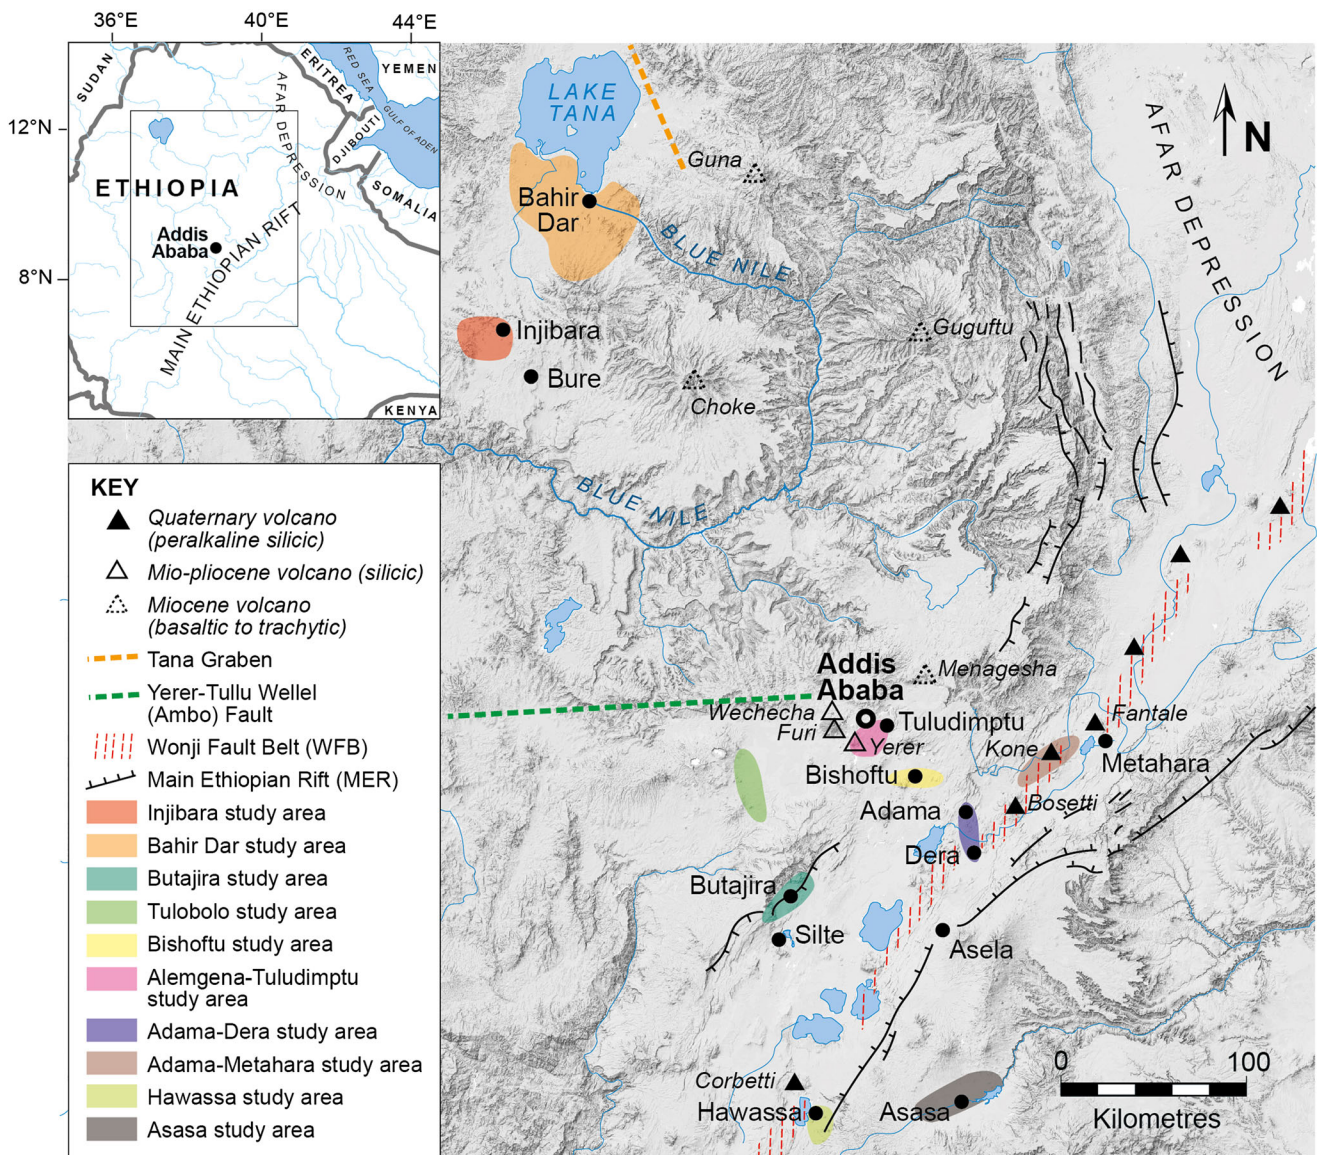 36°E
40°E
44°E
12°N
8°N
SUDAN
ERITREA
RED SEA
YEMEN
AFAR DEPRESSION
GULF OF ADEN
DJIBOUTI
SOMALIA
ETHIOPIA
Addis
Ababa
MAIN ETHIOPIAN RIFT
KENYA
LAKE
TANA
Guna
Bahir
Dar
BLUE NILE
AFAR DEPRESSION
N
Injibara
Bure
Guguftu
Choke
BLUE NILE
Addis
Ababa
Menagesha
Wechecha
Furi
Tuludimptu
Yerer
Fantale
Kone
Metahara
Bishoftu
Bosetti
Adama
Dera
Butajira
Silte
Asela
Corbetti
Hawassa
Asasa
0 100
Kilometres
KEY
Quaternary volcano
(peralkaline silicic)
Mio-pliocene volcano (silicic)
Miocene volcano
(basaltic to trachytic)
Tana Graben
Yerer-Tullu Wellel
(Ambo) Fault
Wonji Fault Belt (WFB)
Main Ethiopian Rift (MER)
Injibara study area
Bahir Dar study area
Butajira study area
Tulobolo study area
Bishoftu study area
Alemgena-Tuludimptu
study area
Adama-Dera study area
Adama-Metahara study area
Hawassa study area
Asasa study area